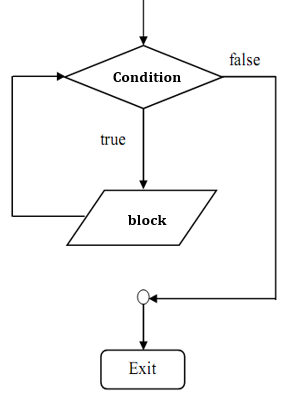 false
Condition
true
block
Exit